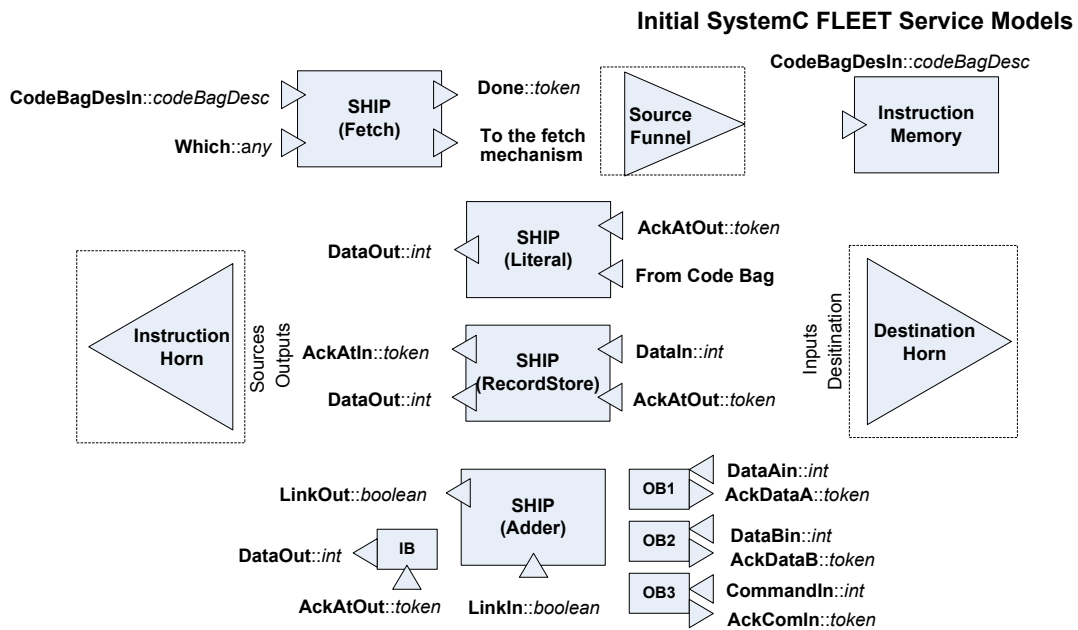 Initial SystemC FLEET Service Models
CodeBagDesIn::codeBagDesc
Which::any
SHIP
(Fetch)
Done::token
To the fetch
mechanism
Source
Funnel
CodeBagDesIn::codeBagDesc
Instruction
Memory
DataOut::int
SHIP
(Literal)
AckAtOut::token
From Code Bag
Instruction
Horn
Sources
Outputs
AckAtIn::token
DataOut::int
SHIP
(RecordStore)
DataIn::int
AckAtOut::token
Inputs
Desitination
Destination
Horn
LinkOut::boolean
SHIP
(Adder)
DataOut::int
IB
AckAtOut::token
LinkIn::boolean
OB1
DataAin::int
AckDataA::token
OB2
DataBin::int
AckDataB::token
OB3
CommandIn::int
AckComIn::token